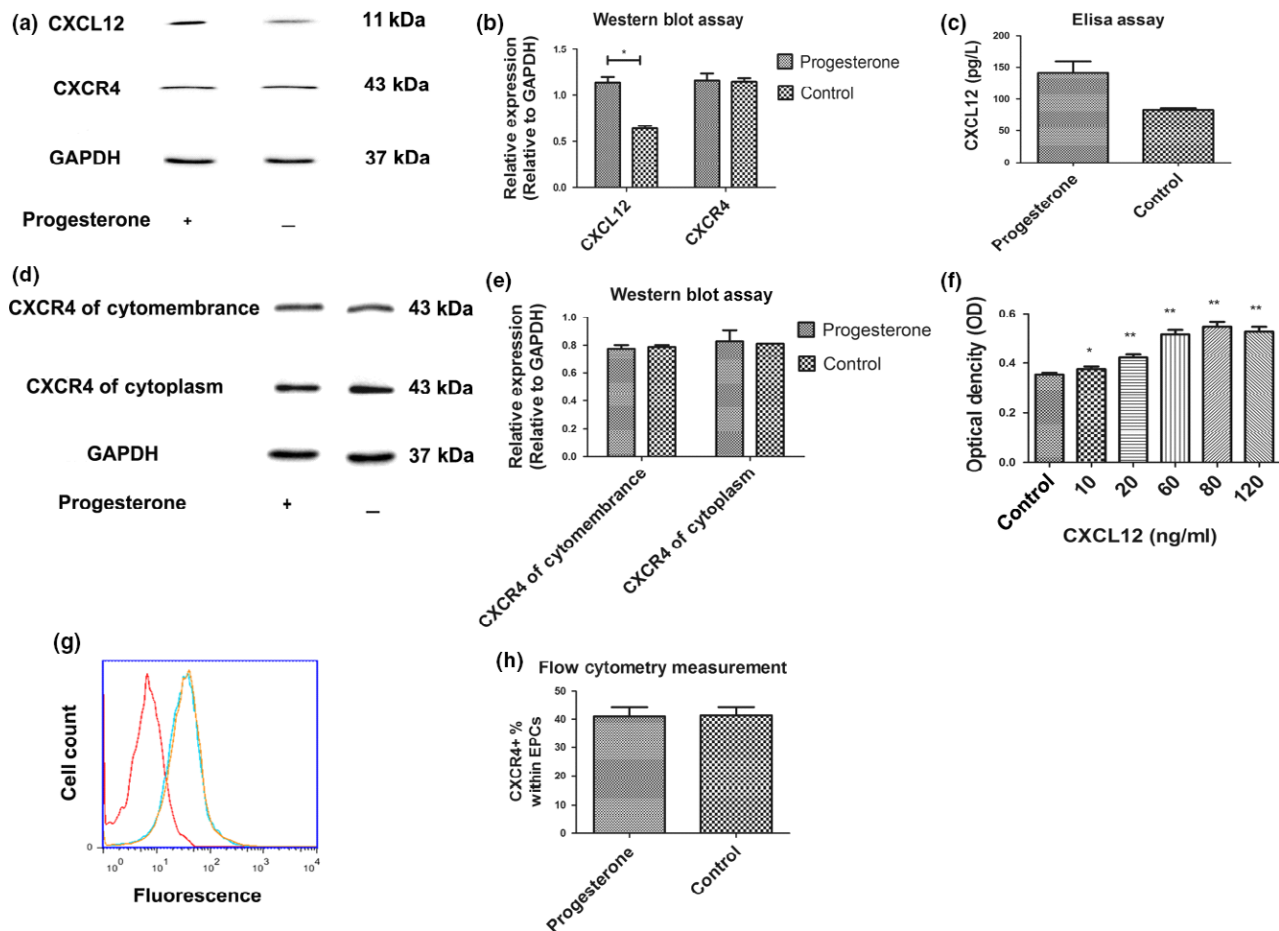 (a)
CXCL12
11 kDa
CXCR4
43 kDa
GAPDH
37 kDa
Progesterone + —
(b)
Western blot assay
Relative expression
(Relative to GAPDH)
1.5
1.0
0.5
0.0
*
Progesterone
Control
CXCL12
CXCR4
(c)
Elisa assay
CXCL12 (pg/L)
200
150
100
50
0
Progesterone
Control
(d)
CXCR4 of cytomembrance
43 kDa
CXCR4 of cytoplasm
43 kDa
GAPDH
37 kDa
Progesterone + —
(e)
Western blot assay
Relative expression
(Relative to GAPDH)
1.0
0.8
0.6
0.4
0.2
0.0
Progesterone
Control
CXCR4 of cytomembrance
CXCR4 of cytoplasm
(f)
Optical dencity (OD)
0.6
0.4
0.2
0.0
* ** ** ** **
Control 10 20 60 80 120
CXCL12 (ng/ml)
(g)
Cell count
0
10⁰ 10¹ 10² 10³ 10⁴
Fluorescence
(h)
Flow cytometry measurement
CXCR4+ %
within EPCs
50
40
30
20
10
0
Progesterone
Control